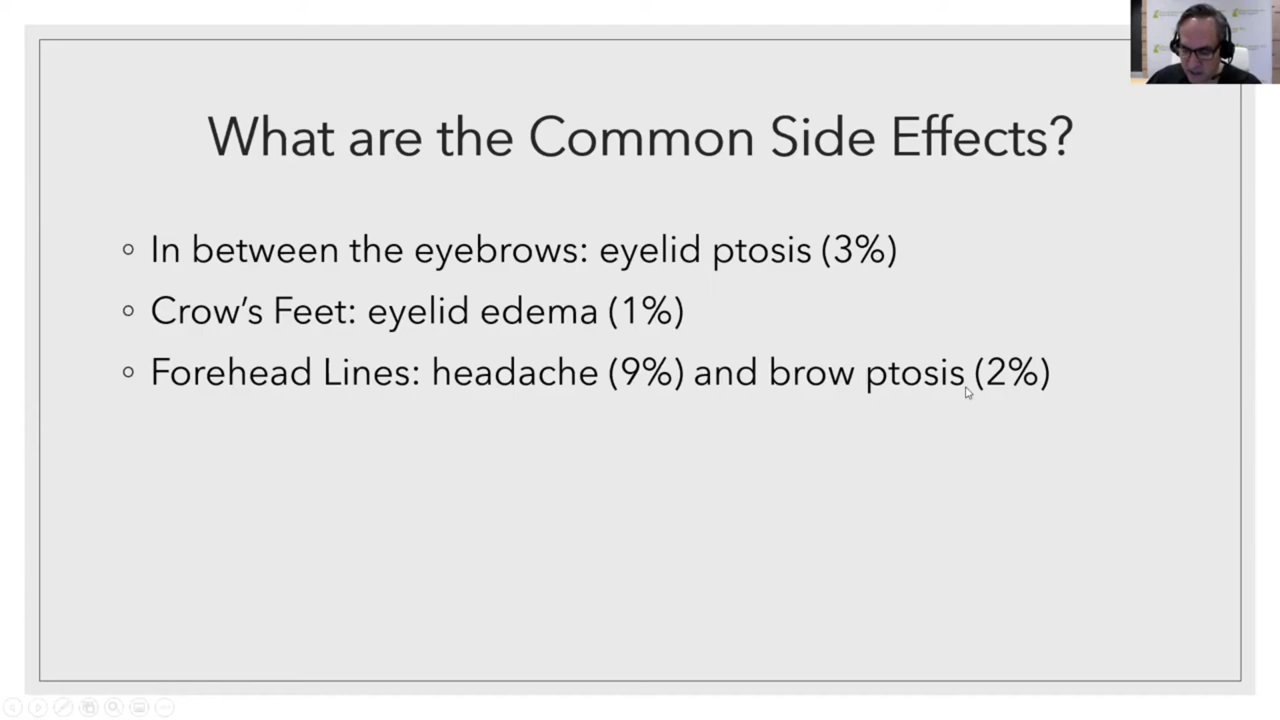 What are the Common Side Effects?
◦ In between the eyebrows: eyelid ptosis (3%)
◦ Crow’s Feet: eyelid edema (1%)
◦ Forehead Lines: headache (9%) and brow ptosis (2%)